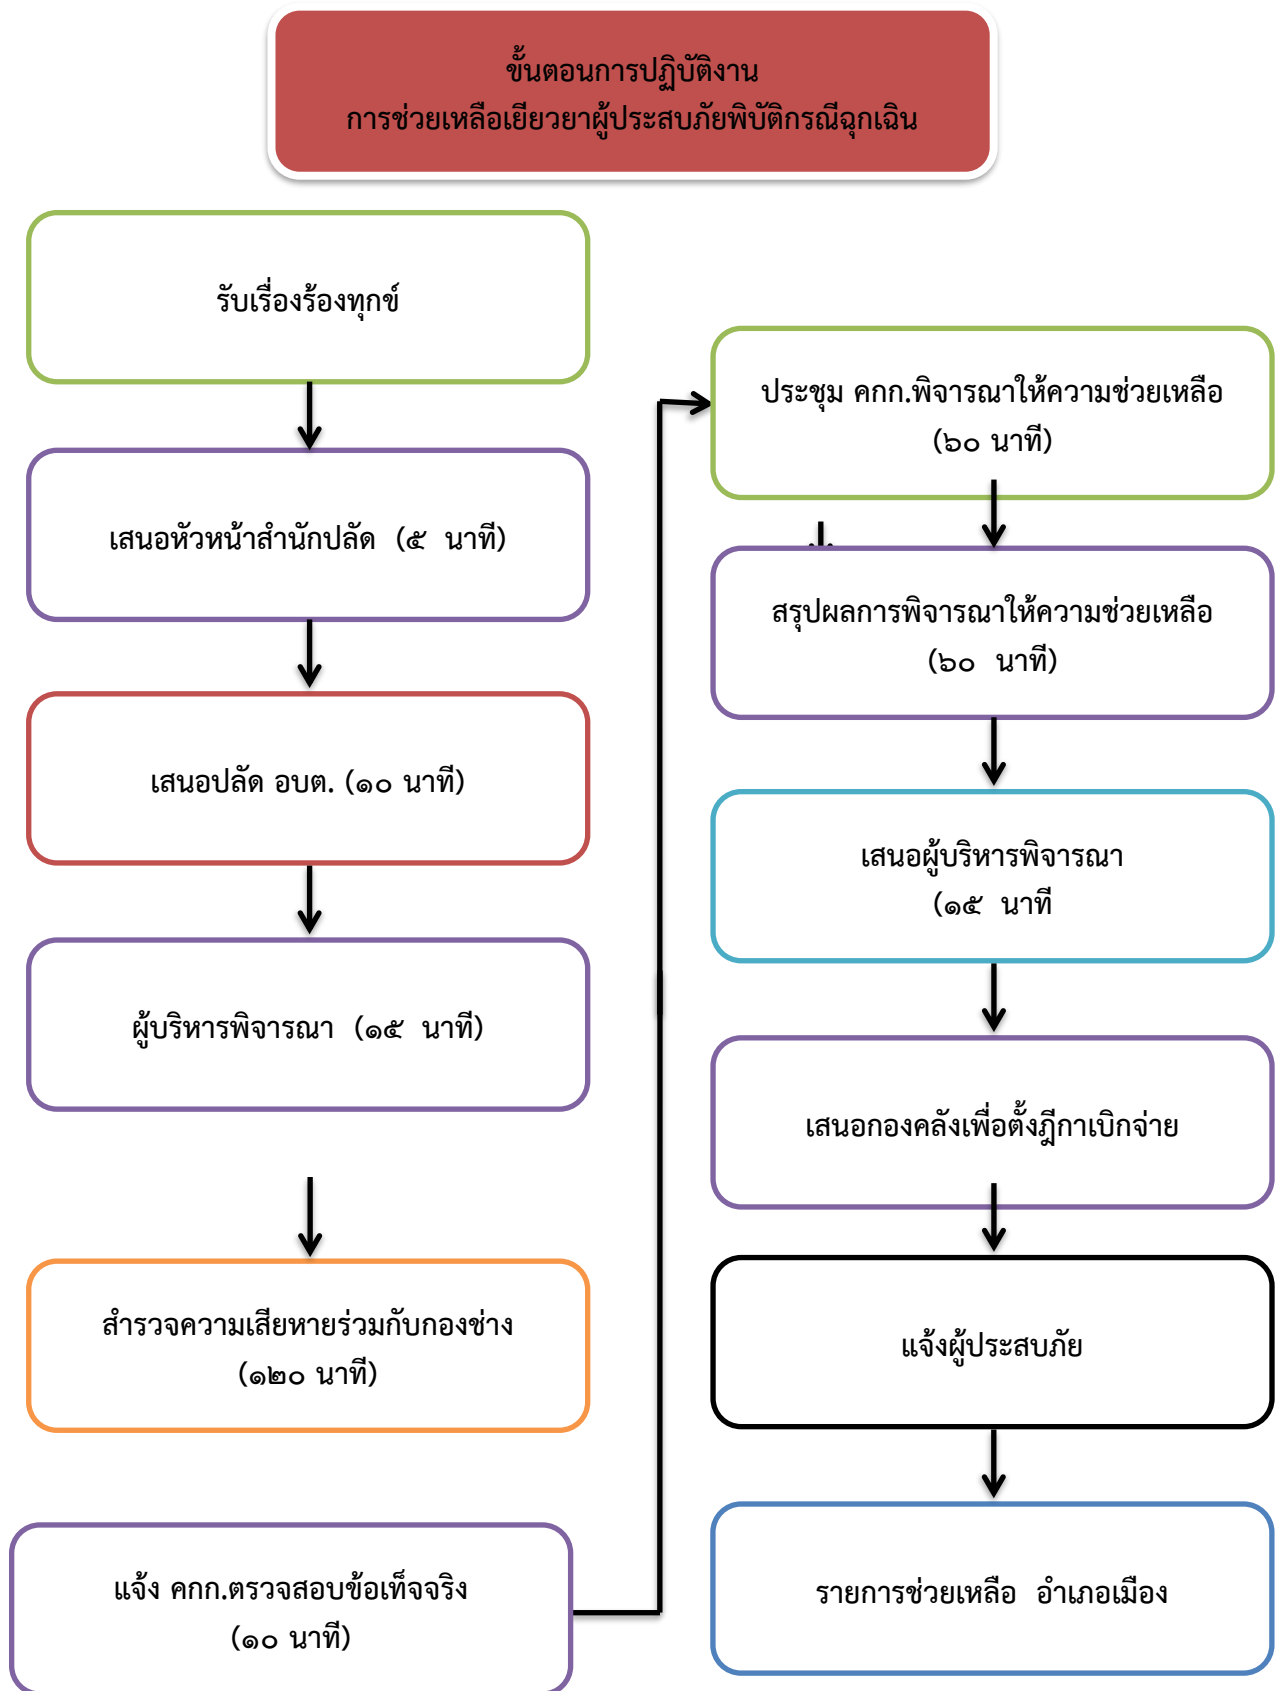 ขั้นตอนการปฏิบัติงาน
การช่วยเหลือเยียวยาผู้ประสบภัยพิบัติกรณีฉุกเฉิน
รับเรื่องร้องทุกข์
เสนอหัวหน้าสำนักปลัด (๕ นาที)
เสนอปลัด อบต. (๑๐ นาที)
ผู้บริหารพิจารณา (๑๕ นาที)
สำรวจความเสียหายร่วมกับกองช่าง
(๑๒๐ นาที)
แจ้ง คกก.ตรวจสอบข้อเท็จจริง
(๑๐ นาที)
ประชุม คกก.พิจารณาให้ความช่วยเหลือ
(๖๐ นาที)
สรุปผลการพิจารณาให้ความช่วยเหลือ
(๖๐ นาที)
เสนอผู้บริหารพิจารณา
(๑๕ นาที
เสนอกองคลังเพื่อตั้งฎีกาเบิกจ่าย
แจ้งผู้ประสบภัย
รายการช่วยเหลือ อำเภอเมือง